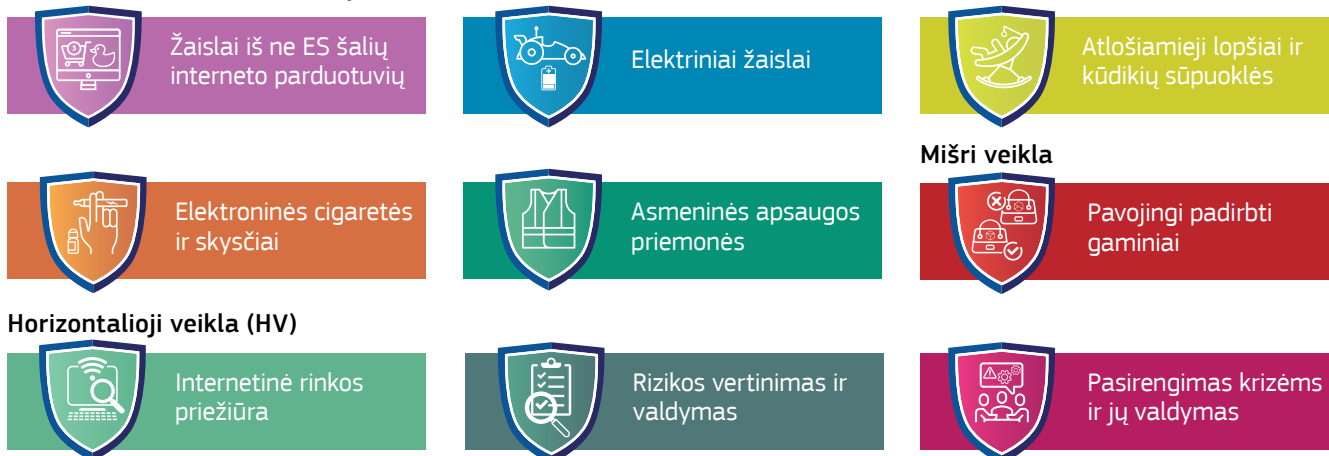 Žaislai iš ne ES šalių
interneto parduotuvių
Elektriniai žaislai
Atlošiamieji lopšiai ir
kūdikių sūpuoklės
Elektroninės cigaretės
ir skysčiai
Asmeninės apsaugos
priemonės
Mišri veikla
Pavojingi padirbti
gaminiai
Horizontalioji veikla (HV)
Internetinė rinkos
priežiūra
Rizikos vertinimas ir
valdymas
Pasirengimas krizėms
ir jų valdymas